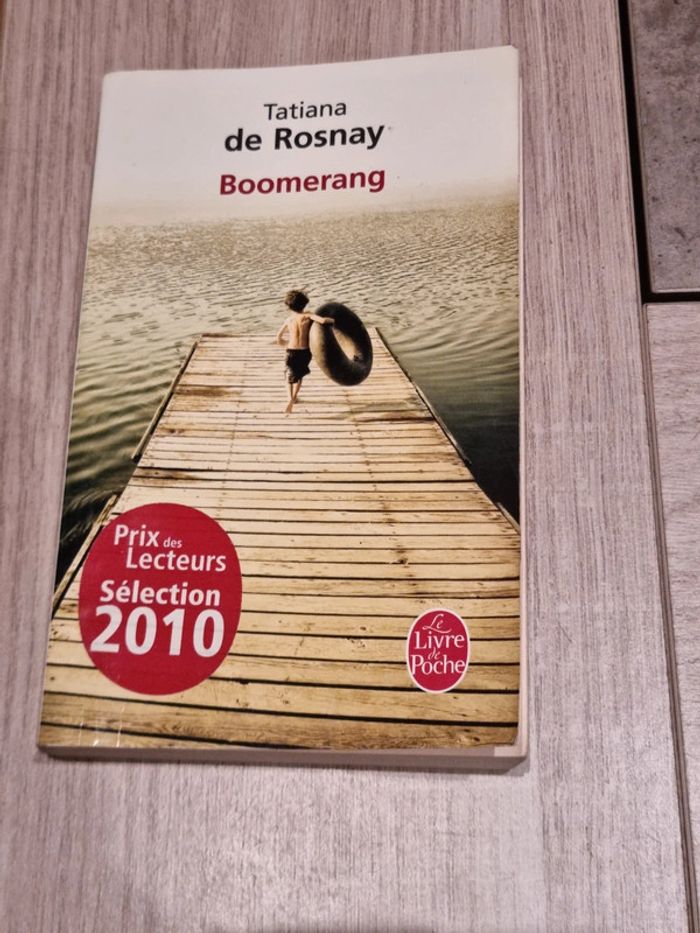 Tatiana
de Rosnay
Boomerang
Prix des
Lecteurs
Sélection
2010
Le
Livre
de
Poche